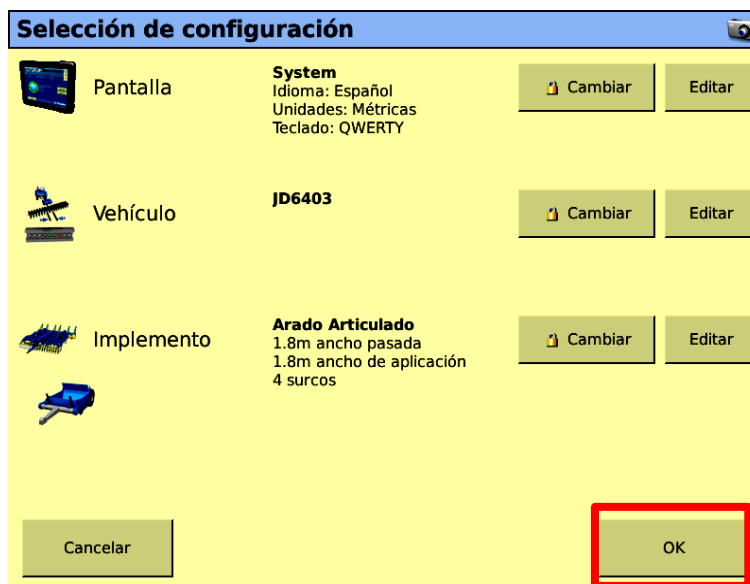 Selección de configuración
Pantalla
System
Idioma: Español
Unidades: Métricas
Teclado: QWERTY
Cambiar
Editar
Vehículo
JD6403
Cambiar
Editar
Implemento
Arado Articulado
1.8m ancho pasada
1.8m ancho de aplicación
4 surcos
Cambiar
Editar
Cancelar
OK